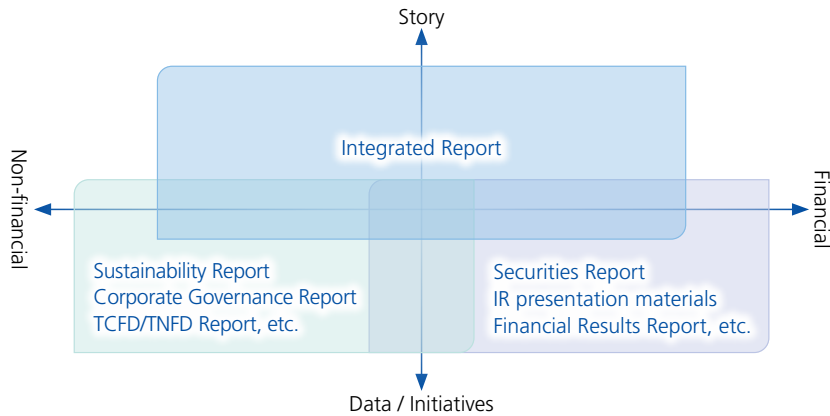 Story
Integrated Report
Non-financial
Financial
Sustainability Report
Corporate Governance Report
TCFD/TNFD Report, etc.
Securities Report
IR presentation materials
Financial Results Report, etc.
Data / Initiatives